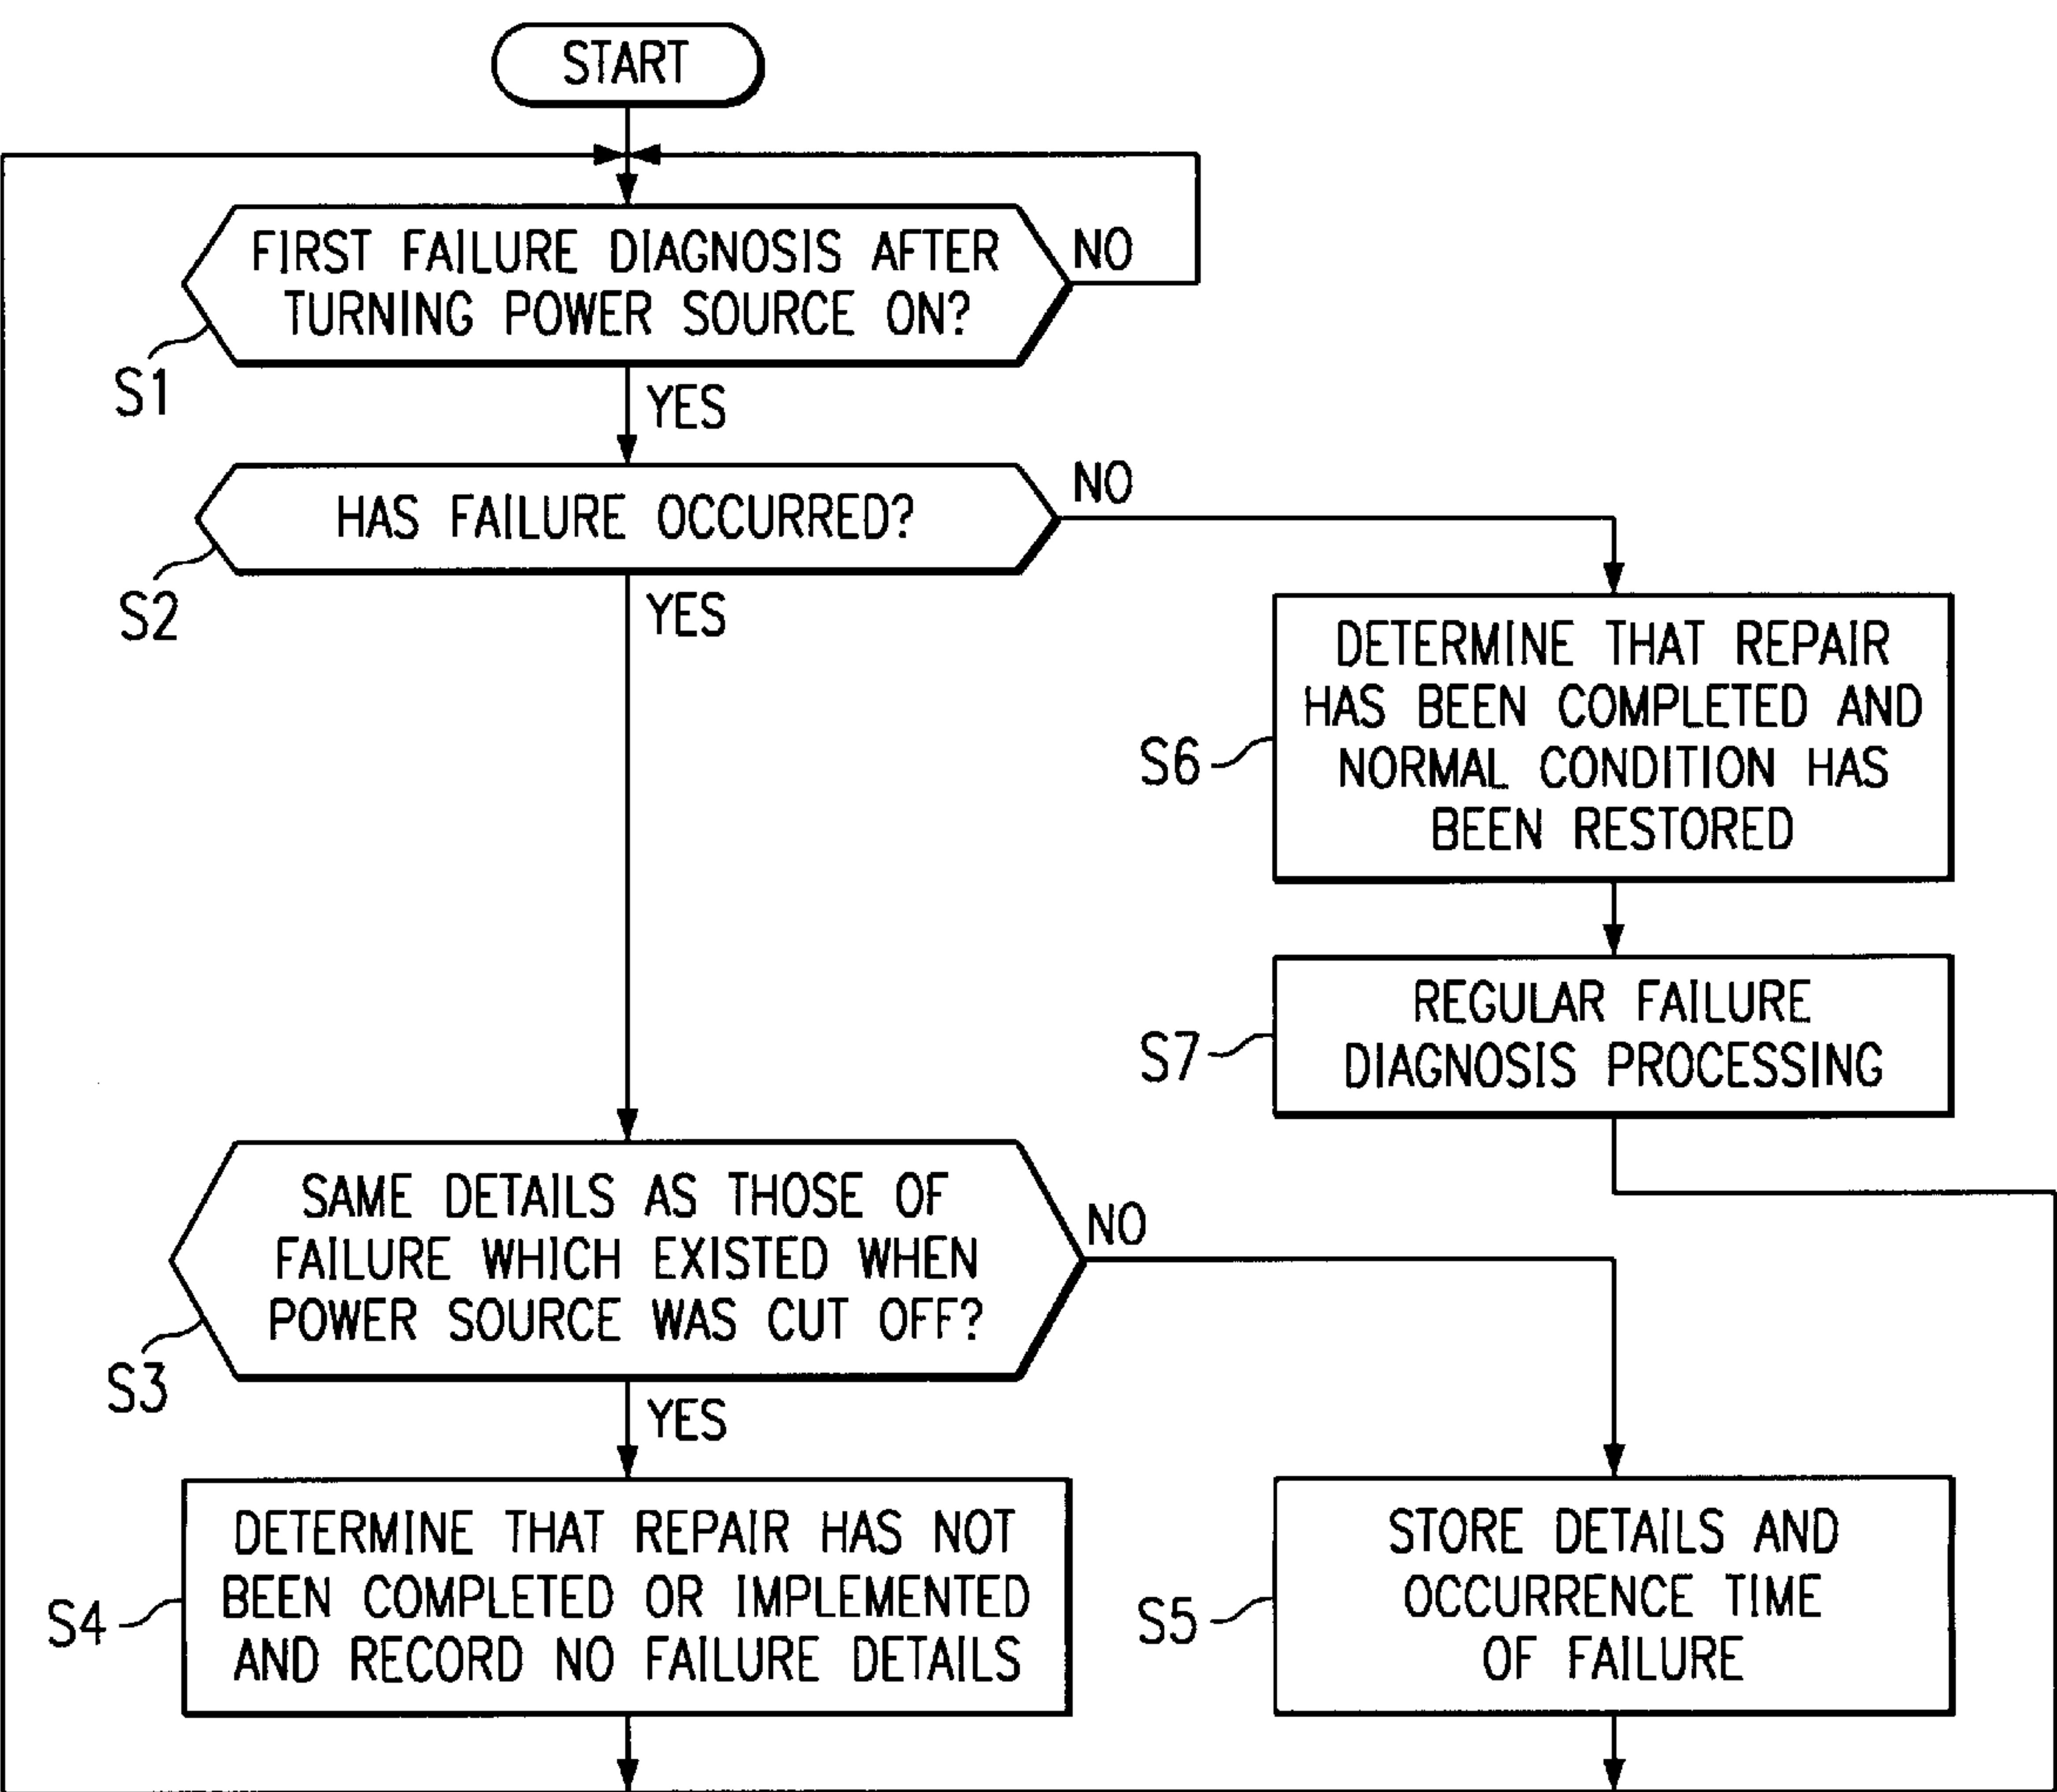 START
FIRST FAILURE DIAGNOSIS AFTER
TURNING POWER SOURCE ON?
NO
S1
YES
HAS FAILURE OCCURRED?
NO
S2
YES
DETERMINE THAT REPAIR
HAS BEEN COMPLETED AND
NORMAL CONDITION HAS
BEEN RESTORED
S6
REGULAR FAILURE
DIAGNOSIS PROCESSING
S7
SAME DETAILS AS THOSE OF
FAILURE WHICH EXISTED WHEN
POWER SOURCE WAS CUT OFF?
NO
S3
YES
DETERMINE THAT REPAIR HAS NOT
BEEN COMPLETED OR IMPLEMENTED
AND RECORD NO FAILURE DETAILS
S4
STORE DETAILS AND
OCCURRENCE TIME
OF FAILURE
S5